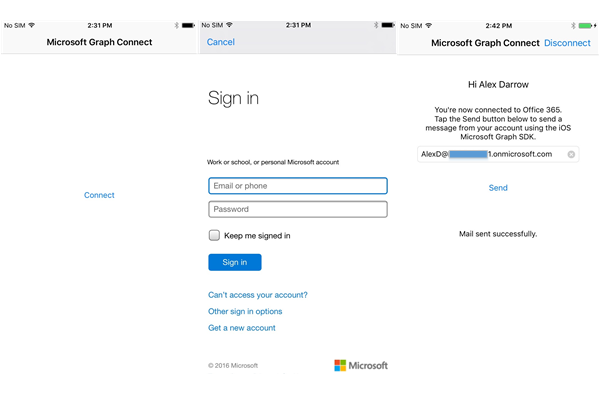 No SIM 2:31 PM
Microsoft Graph Connect
Connect
No SIM 2:31 PM
Cancel
Sign in
Work or school, or personal Microsoft account
Email or phone
Password
Keep me signed in
Sign in
Can't access your account?
Other sign in options
Get a new account
© 2016 Microsoft
Microsoft
No SIM 2:42 PM
Microsoft Graph Connect Disconnect
Hi Alex Darrow
You're now connected to Office 365.
Tap the Send button below to send a
message from your account using the iOS
Microsoft Graph SDK.
AlexD@ 1.onmicrosoft.com
Send
Mail sent successfully.